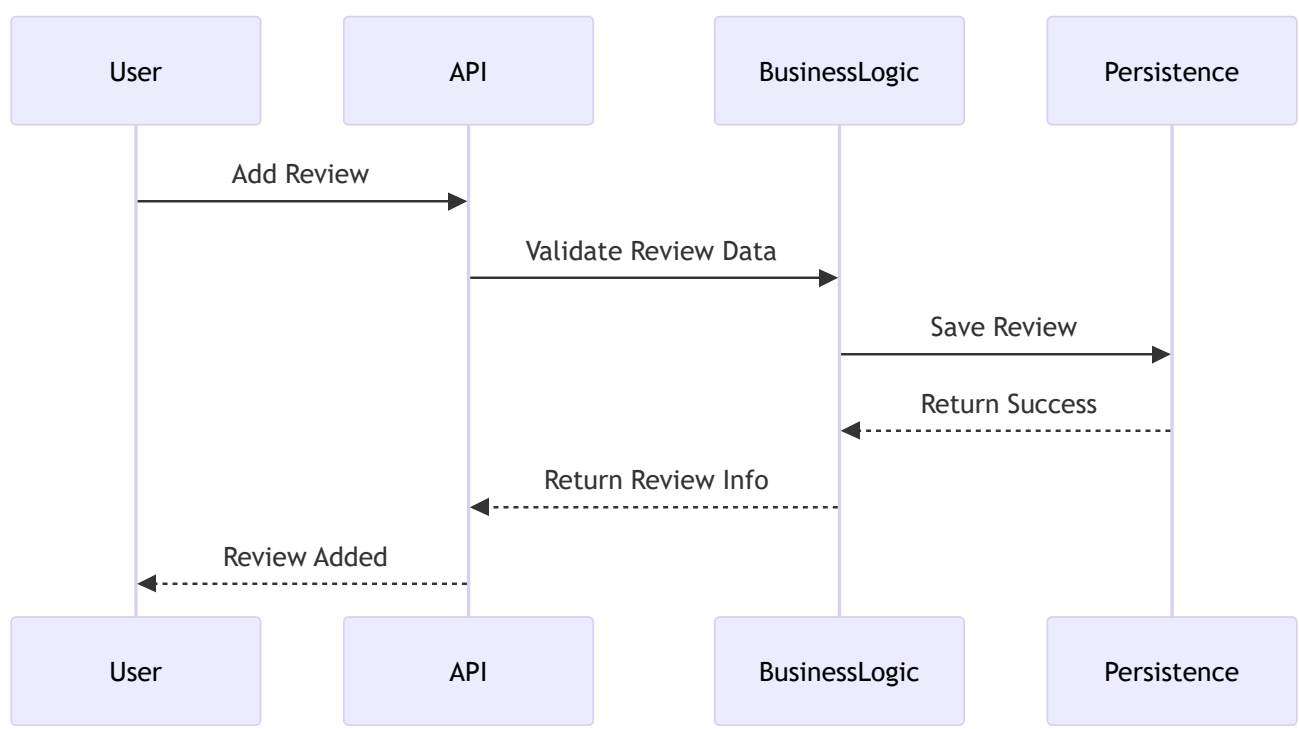 User
API
BusinessLogic
Persistence
Add Review
Validate Review Data
Save Review
Return Success
Return Review Info
Review Added
User
API
BusinessLogic
Persistence